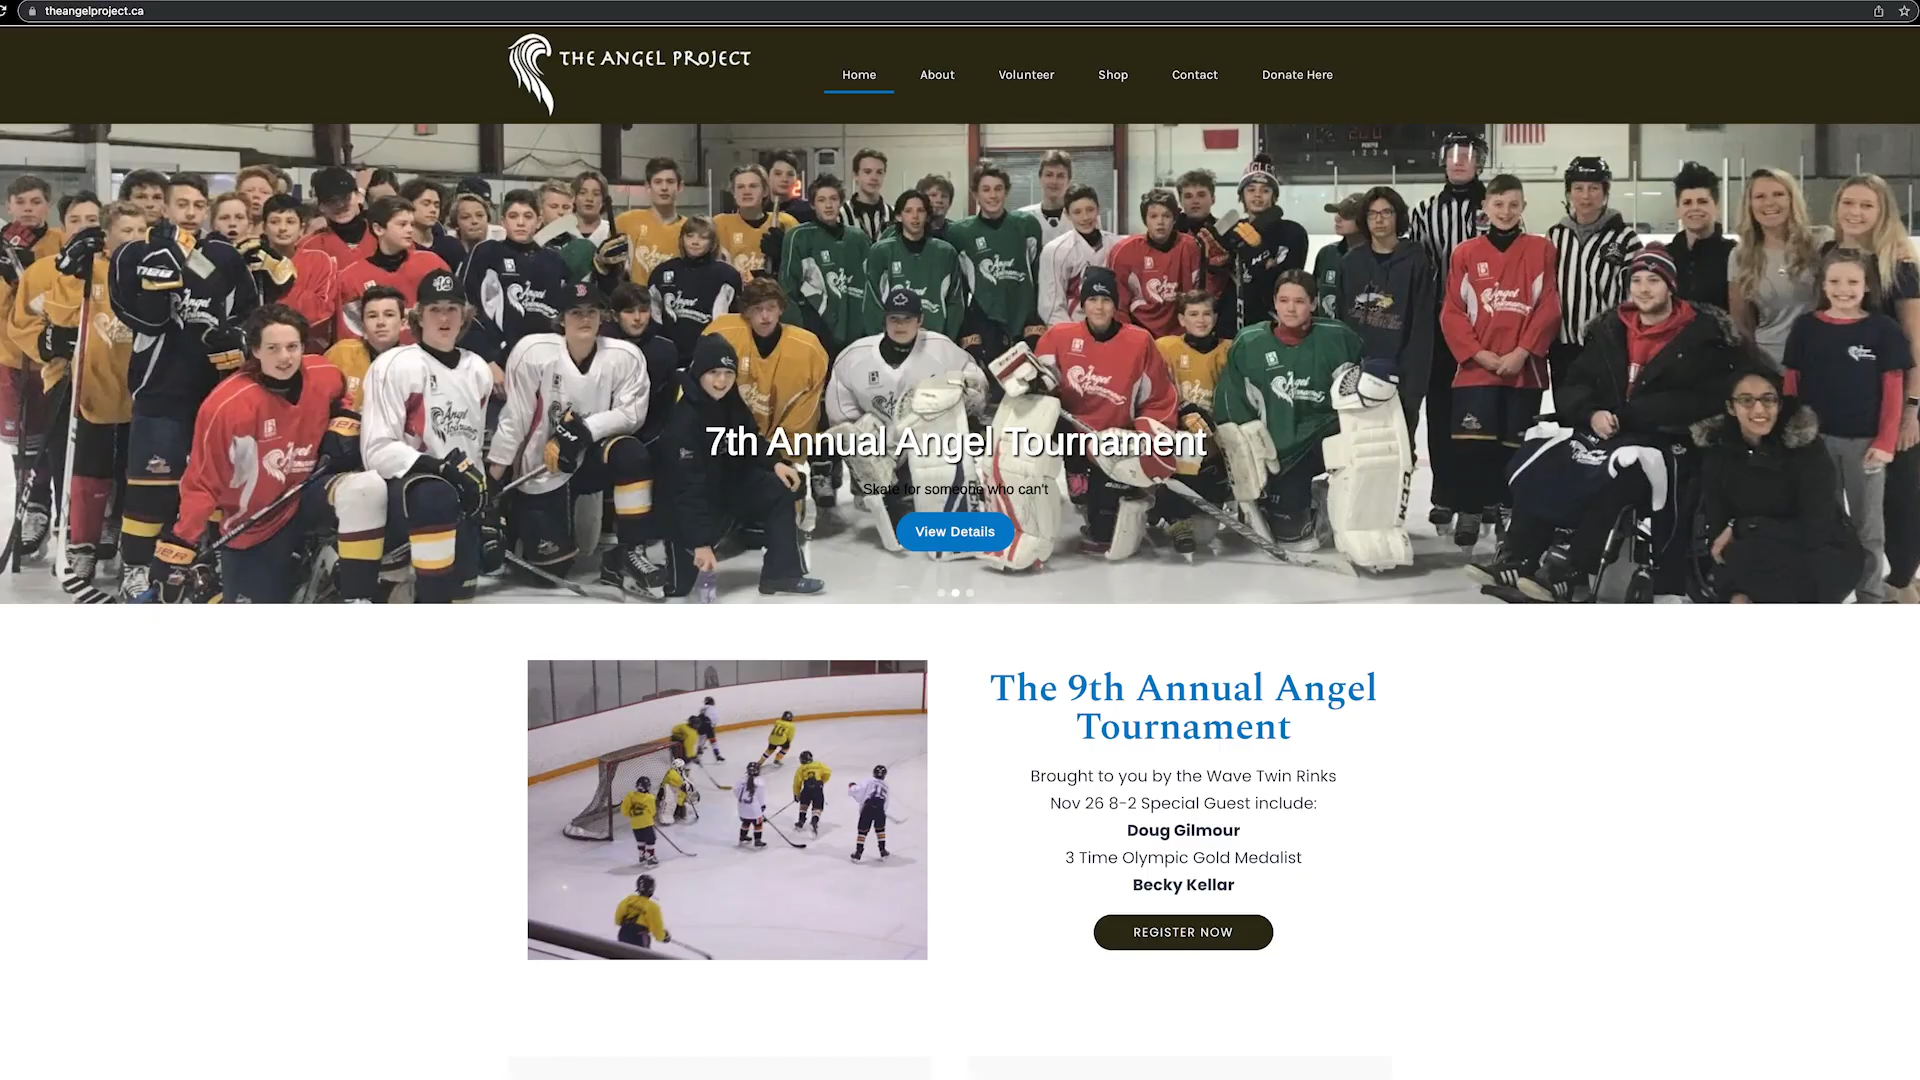 theangelproject.ca
THE ANGEL PROJECT
Home
About
Volunteer
Shop
Contact
Donate Here
7th Annual Angel Tournament
Skate for someone who can't
View Details
The 9th Annual Angel
Tournament
Brought to you by the Wave Twin Rinks
Nov 26 8-2 Special Guest include:
Doug Gilmour
3 Time Olympic Gold Medalist
Becky Kellar
REGISTER NOW